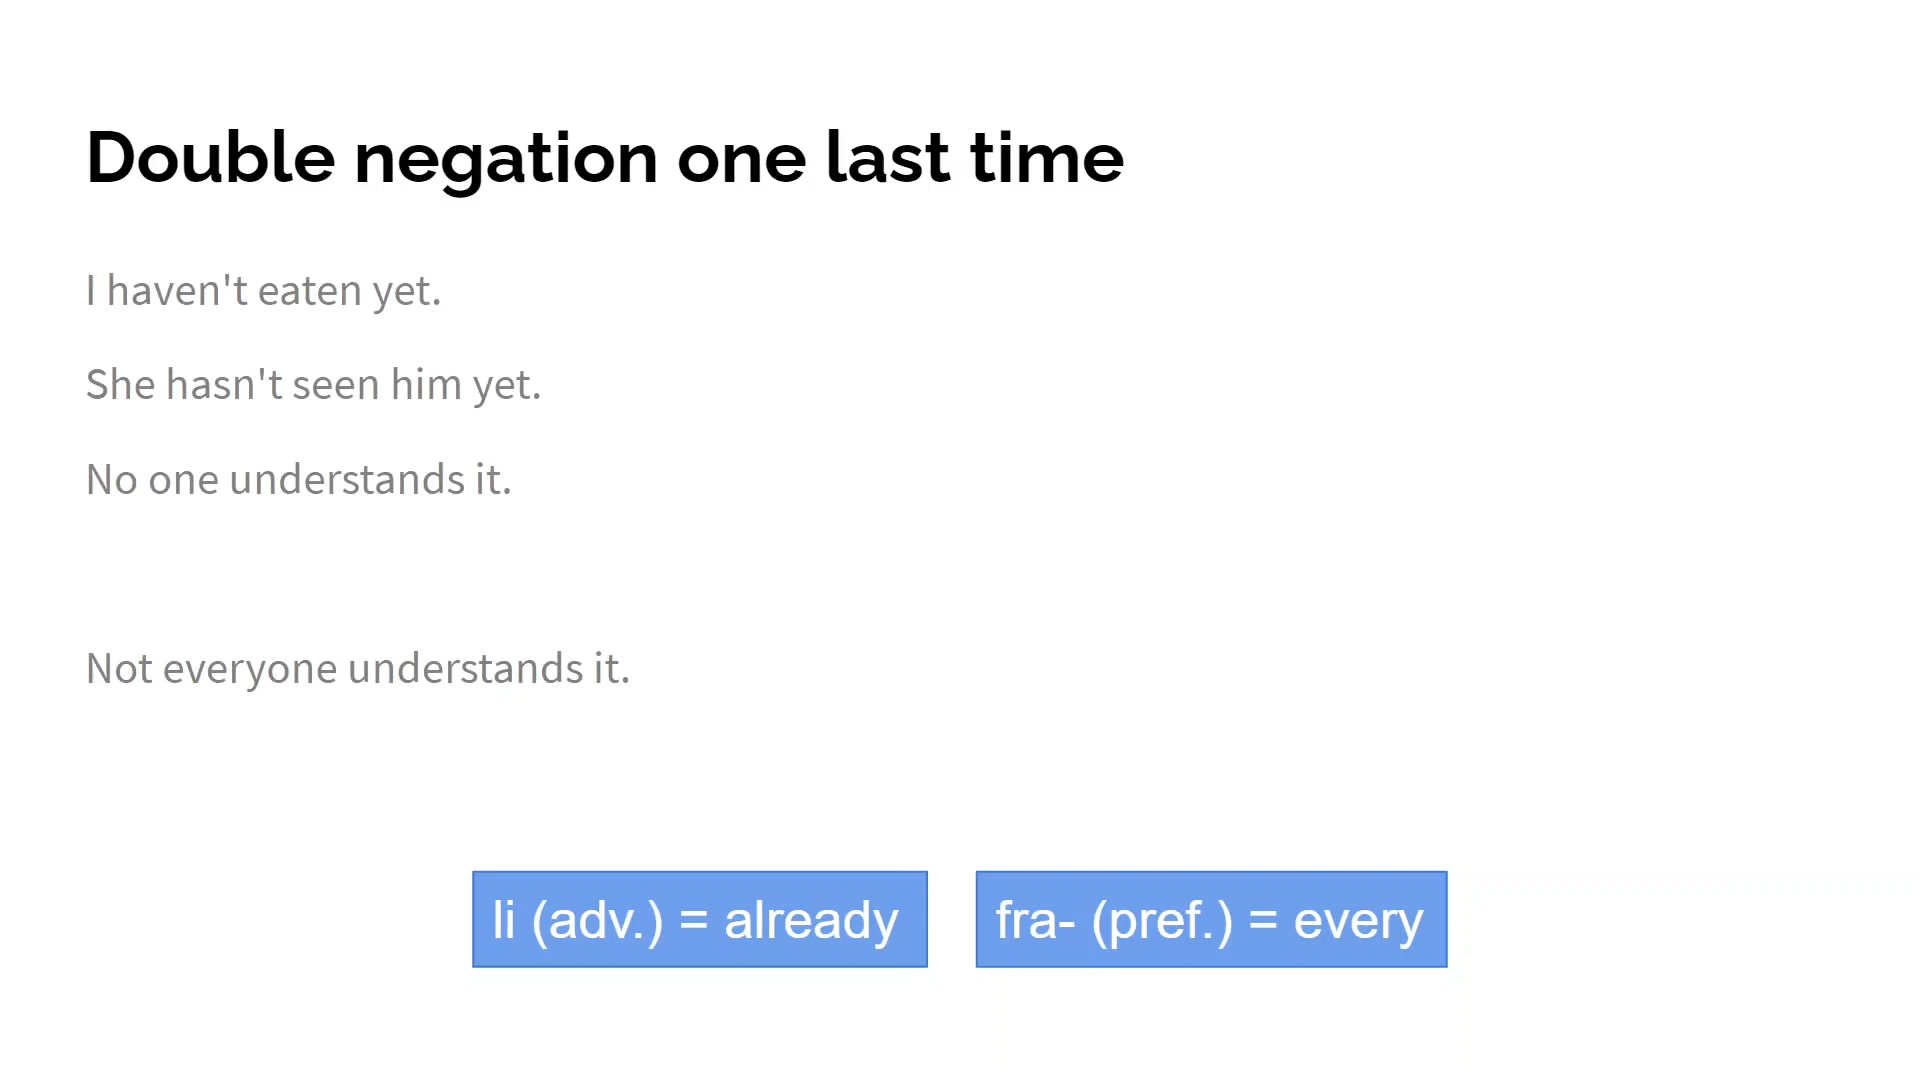 Double negation one last time
I haven't eaten yet.
She hasn't seen him yet.
No one understands it.
Not everyone understands it.
li (adv.) = already
fra- (pref.) = every